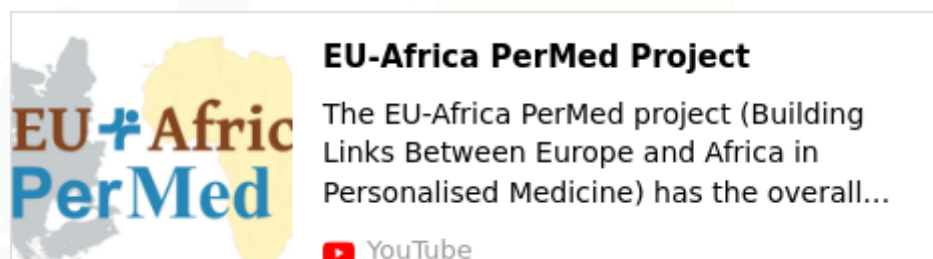 EU-Africa PerMed Project
The EU-Africa PerMed project (Building
Links Between Europe and Africa in
Personalised Medicine) has the overall...
YouTube
EU Afric
PerMed